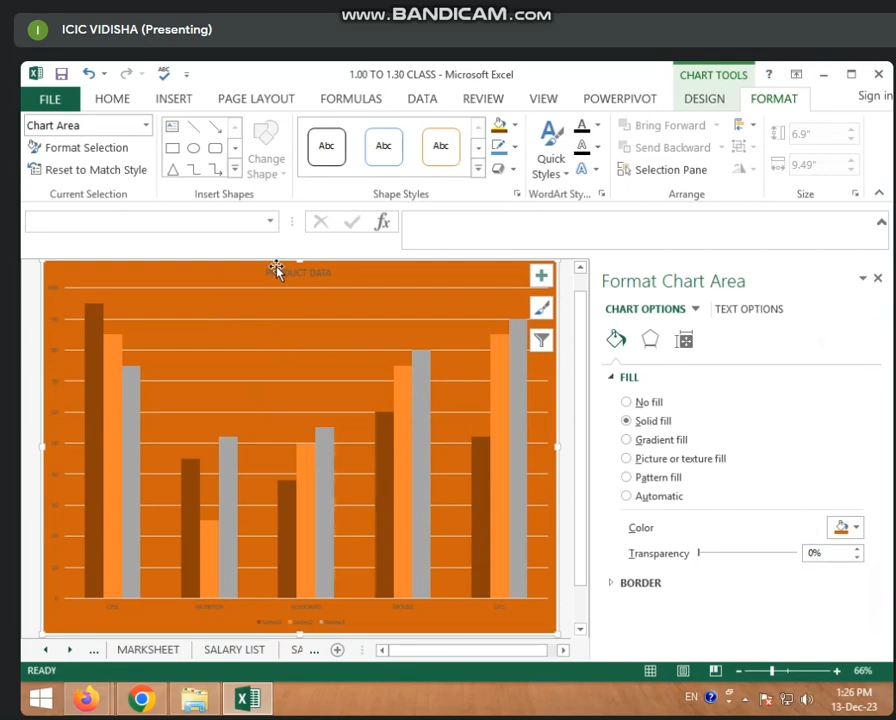 WWW.BANDICAM.COM
I ICIC VIDISHA (Presenting)
1.00 TO 1.30 CLASS - Microsoft Excel
CHART TOOLS
?
FILE HOME INSERT PAGE LAYOUT FORMULAS DATA REVIEW VIEW POWERPIVOT DESIGN FORMAT Sign in
Chart Area
Format Selection
Reset to Match Style
Current Selection
Change
Shape
Insert Shapes
Abc Abc Abc
Shape Styles
Quick
Styles
WordArt Sty...
Bring Forward
Send Backward
Selection Pane
Arrange
6.9"
9.49"
Size
fx
PRODUCT DATA
Format Chart Area
CHART OPTIONS TEXT OPTIONS
FILL
No fill
Solid fill
Gradient fill
Picture or texture fill
Pattern fill
Automatic
Color
Transparency 0%
BORDER
... MARKSHEET SALARY LIST SA ...
READY 66%
EN 1:26 PM
13-Dec-23